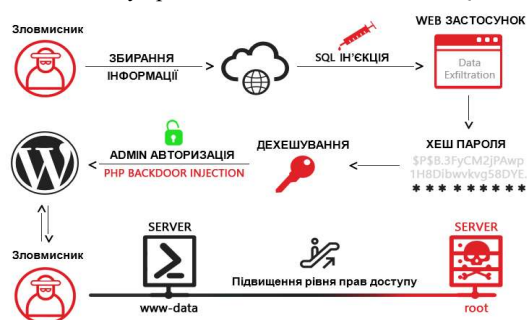 WEB ЗАСТОСУНОК
Зловмисник
ЗБИРАННЯ
ІНФОРМАЦІЇ
SQL ІН'ЄКЦІЯ
Data
Exfiltration
ХЕШ ПАРОЛЯ
$P$8.3FyCM2jPAwp
1H8Dibwvkvg58DYE.
* * * * * * * * *
ДЕХЕШУВАННЯ
ADMIN АВТОРИЗАЦІЯ
PHP BACKDOOR INJECTION
SERVER
SERVER
Зловмисник
Підвищення рівня прав доступу
www-data
root